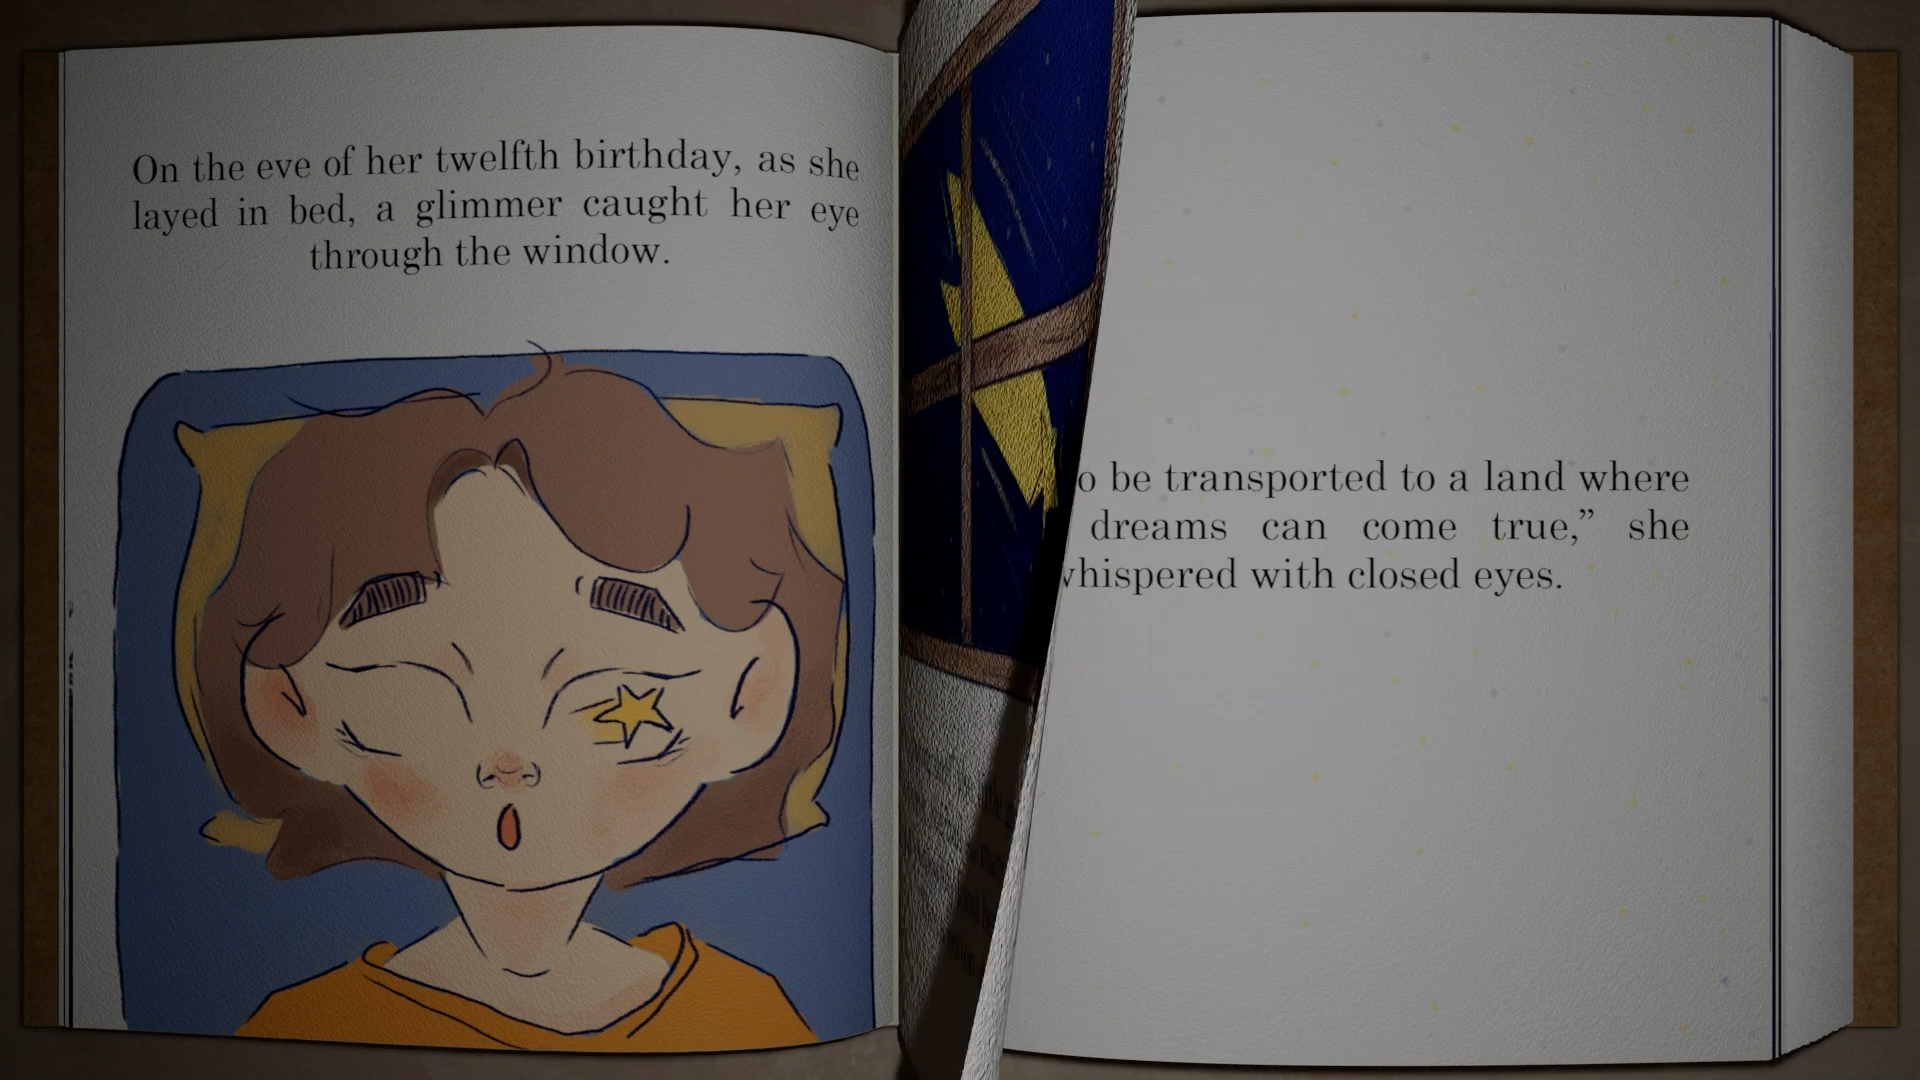 On the eve of her twelfth birthday, as she
layed in bed, a glimmer caught her eye
through the window.
o be transported to a land where
dreams can come true,” she
whispered with closed eyes.